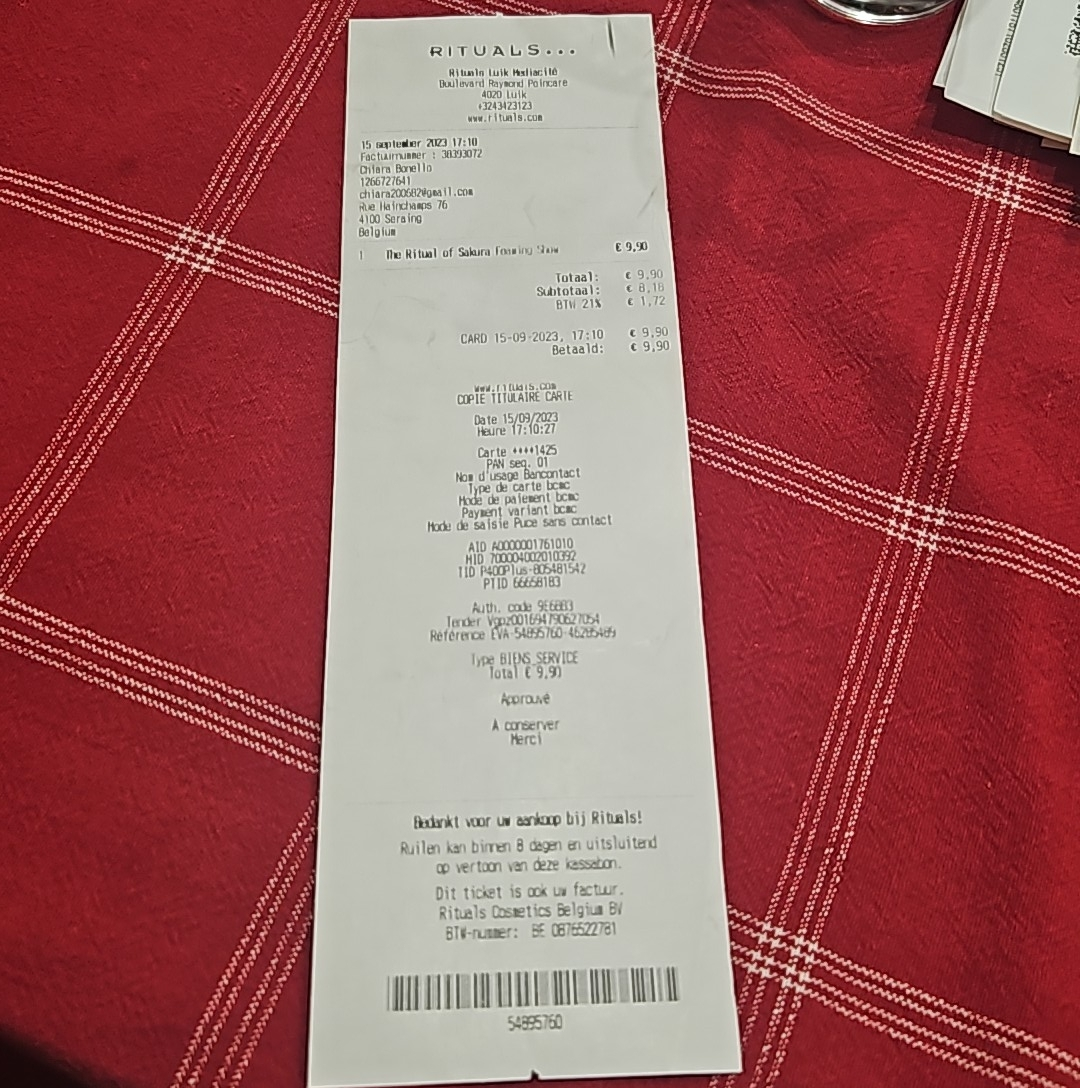 RITUALS...
Rituals Luik Mediacité
Boulevard Raymond Poincare
4020 Luik
+3243423123
www.rituals.com
15 september 2023 17:10
Factuurnummer : 38393072
Chiara Bonello
1266727641
chiara200682@gmail.com
Rue Hainchamps 76
4100 Seraing
Belgium
1 The Ritual of Sakura Foaming Show € 9,90
Totaal: € 9,90
Subtotaal: € 8,18
BTW 21% € 1,72
CARD 15-09-2023, 17:10 € 9,90
Betaald: € 9,90
www.rituals.com
COPIE TITULAIRE CARTE
Date 15/09/2023
Heure 17:10:27
Carte ****1425
PAN seq. 01
Nom d'usage Bancontact
Type de carte bcmc
Mode de paiement bcmc
Payment variant bcmc
Mode de saisie Puce sans contact
AID A0000001761010
MID 700004002010392
TID P400Plus-805481542
PTID 66658183
Auth. code 9E6BB3
Tender Vgpz001694790627054
Référence EVA-54895760-46285489
Type BIENS_SERVICE
Total € 9,90
Approuvé
A conserver
Merci
Bedankt voor uw aankoop bij Rituals!
Ruilen kan binnen 8 dagen en uitsluitend
op vertoon van deze kassabon.
Dit ticket is ook uw factuur.
Rituals Cosmetics Belgium BV
BTW-nummer: BE 0876522781
54895760